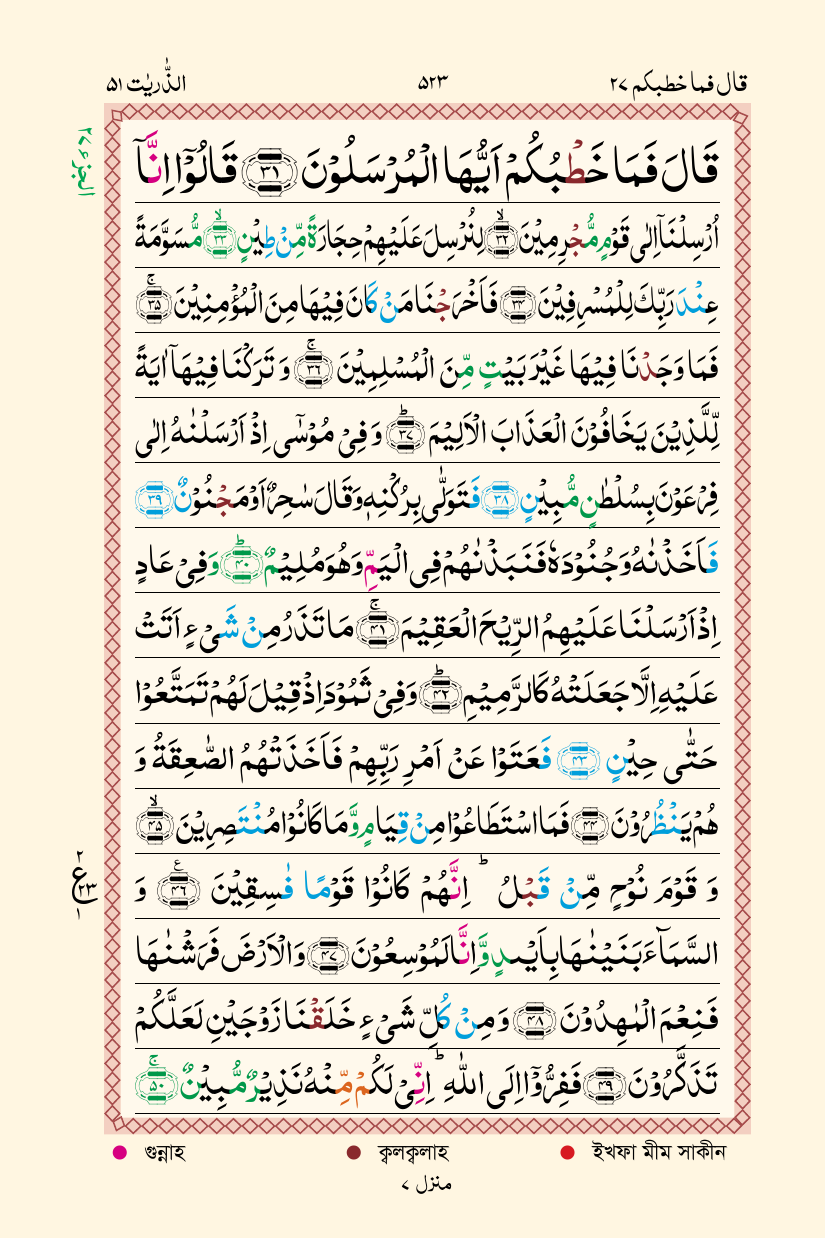 الذّٰريٰت ٥١ ٥٢٣ قال فما خطبكم ٢٧
الجزء ٢٧
قَالَ فَمَا خَطْبُكُمْ اَيُّهَا الْمُرْسَلُوْنَ ۝٣١ قَالُوْۤا اِنَّاۤ
اُرْسِلْنَاۤ اِلٰى قَوْمٍ مُّجْرِمِيْنَ ۝٣٢ۙ لِنُرْسِلَ عَلَيْهِمْ حِجَارَةً مِّنْ طِيْنٍ ۝٣٣ۙ مُّسَوَّمَةً
عِنْدَ رَبِّكَ لِلْمُسْرِفِيْنَ ۝٣٤ فَاَخْرَجْنَا مَنْ كَانَ فِيْهَا مِنَ الْمُؤْمِنِيْنَ ۝٣٥ۚ
فَمَا وَجَدْنَا فِيْهَا غَيْرَ بَيْتٍ مِّنَ الْمُسْلِمِيْنَ ۝٣٦ۚ وَ تَرَكْنَا فِيْهَاۤ اٰيَةً
لِّلَّذِيْنَ يَخَافُوْنَ الْعَذَابَ الْاَلِيْمَ ۝٣٧ؕ وَ فِيْ مُوْسٰۤى اِذْ اَرْسَلْنٰهُ اِلٰى
فِرْعَوْنَ بِسُلْطٰنٍ مُّبِيْنٍ ۝٣٨ فَتَوَلّٰى بِرُكْنِهٖ وَ قَالَ سٰحِرٌ اَوْ مَجْنُوْنٌ ۝٣٩
فَاَخَذْنٰهُ وَ جُنُوْدَهٗ فَنَبَذْنٰهُمْ فِى الْيَمِّ وَ هُوَ مُلِيْمٌ ۝٤٠ؕ وَ فِيْ عَادٍ
اِذْ اَرْسَلْنَا عَلَيْهِمُ الرِّيْحَ الْعَقِيْمَ ۝٤١ۚ مَا تَذَرُ مِنْ شَيْءٍ اَتَتْ
عَلَيْهِ اِلَّا جَعَلَتْهُ كَالرَّمِيْمِ ۝٤٢ؕ وَ فِيْ ثَمُوْدَ اِذْ قِيْلَ لَهُمْ تَمَتَّعُوْا
حَتّٰى حِيْنٍ ۝٤٣ فَعَتَوْا عَنْ اَمْرِ رَبِّهِمْ فَاَخَذَتْهُمُ الصّٰعِقَةُ وَ
هُمْ يَنْظُرُوْنَ ۝٤٤ فَمَا اسْتَطَاعُوْا مِنْ قِيَامٍ وَّ مَا كَانُوْا مُنْتَصِرِيْنَ ۝٤٥ۙ
وَ قَوْمَ نُوْحٍ مِّنْ قَبْلُ ؕ اِنَّهُمْ كَانُوْا قَوْمًا فٰسِقِيْنَ ۝٤٦ وَ
٢ ع ٢٣ ١
السَّمَآءَ بَنَيْنٰهَا بِاَيْىدٍ وَّ اِنَّا لَمُوْسِعُوْنَ ۝٤٧ وَ الْاَرْضَ فَرَشْنٰهَا
فَنِعْمَ الْمٰهِدُوْنَ ۝٤٨ وَ مِنْ كُلِّ شَيْءٍ خَلَقْنَا زَوْجَيْنِ لَعَلَّكُمْ
تَذَكَّرُوْنَ ۝٤٩ فَفِرُّوْۤا اِلَى اللّٰهِ ؕ اِنِّيْ لَكُمْ مِّنْهُ نَذِيْرٌ مُّبِيْنٌ ۝٥٠ۚ
গুন্নাহ ক্বলক্বলাহ ইখফা মীম সাকীন
منزل ٧